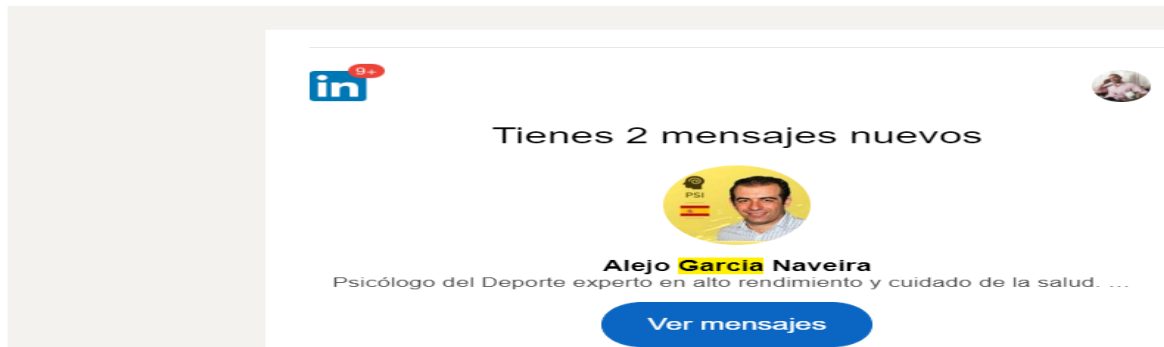 in 9+
Tienes 2 mensajes nuevos
PSI
Alejo Garcia Naveira
Psicólogo del Deporte experto en alto rendimiento y cuidado de la salud. ...
Ver mensajes